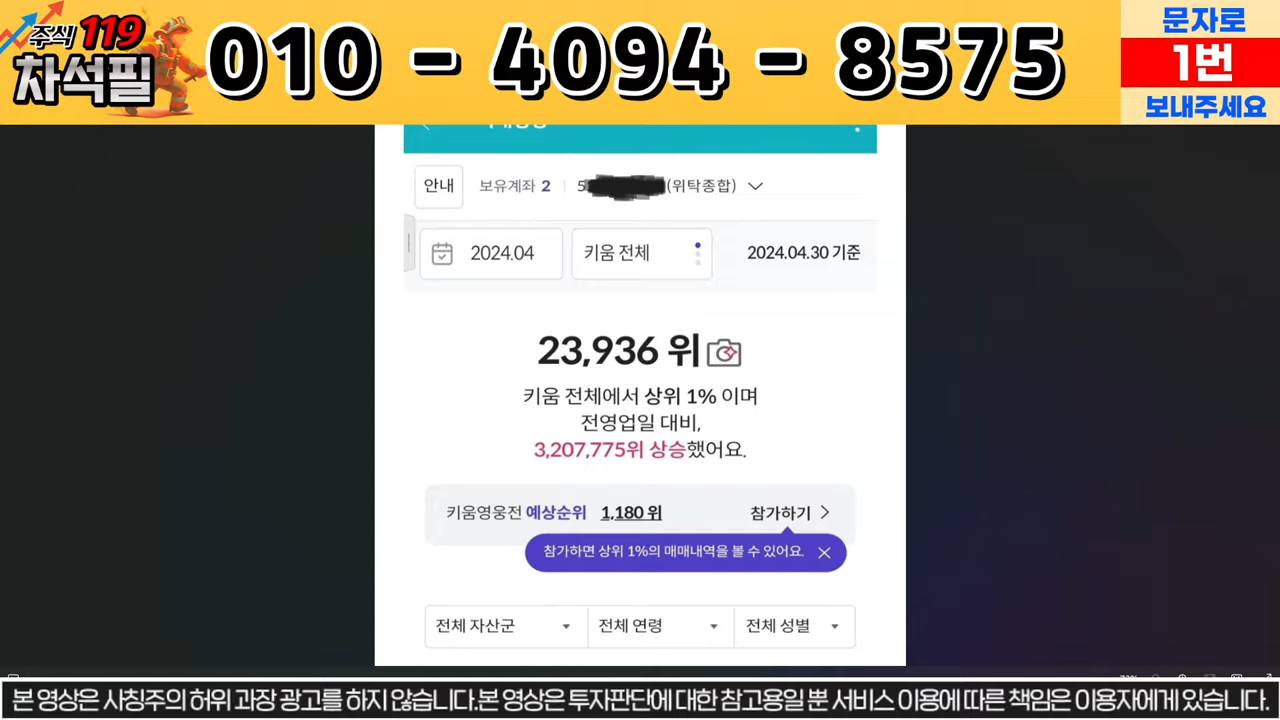 주식 119
차석필
010 - 4094 - 8575
문자로
1번
보내주세요
안내 보유계좌 2 5 (위탁종합)
2024.04 키움 전체 2024.04.30 기준
23,936 위
키움 전체에서 상위 1% 이며
전영업일 대비,
3,207,775위 상승했어요.
키움영웅전 예상순위 1,180 위 참가하기
참가하면 상위 1%의 매매내역을 볼 수 있어요.
전체 자산군 전체 연령 전체 성별
본 영상은 사칭주의 허위 과장 광고를 하지 않습니다.본 영상은 투자판단에 대한 참고용일 뿐 서비스 이용에 따른 책임은 이용자에게 있습니다.